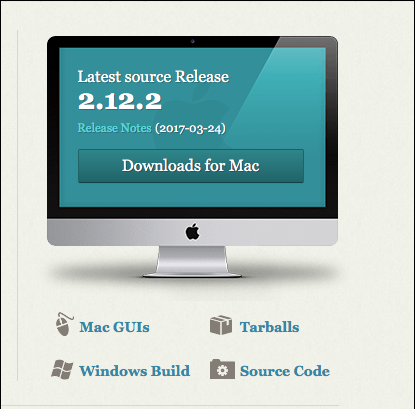 Latest source Release
2.12.2
Release Notes (2017-03-24)
Downloads for Mac
Mac GUIs
Tarballs
Windows Build
Source Code